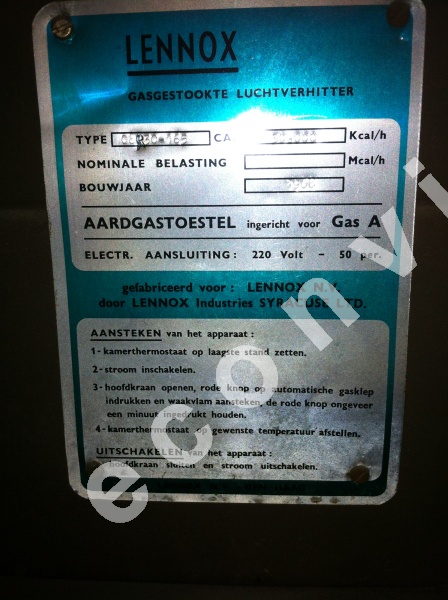 LENNOX
GASGESTOOKTE LUCHTVERHITTER
TYPE CA Kcal/h
NOMINALE BELASTING Mcal/h
BOUWJAAR
AARDGASTOESTEL ingericht voor Gas A
ELECTR. AANSLUITING: 220 Volt - 50 per.
gefabriceerd voor: LENNOX N.V.
door LENNOX Industries SYRACUSE LTD.
AANSTEKEN van het apparaat:
1-kamerthermostaat op laagste stand zetten.
2-stroom inschakelen.
3-hoofdkraan openen, rode knop op automatische gasklep
indrukken en waakvlam aansteken, de rode knop ongeveer
een minuut ingedrukt houden.
4-kamerthermostaat op gewenste temperatuur afstellen.
UITSCHAKELEN van het apparaat:
hoofdkraan sluiten en stroom uitschakelen.